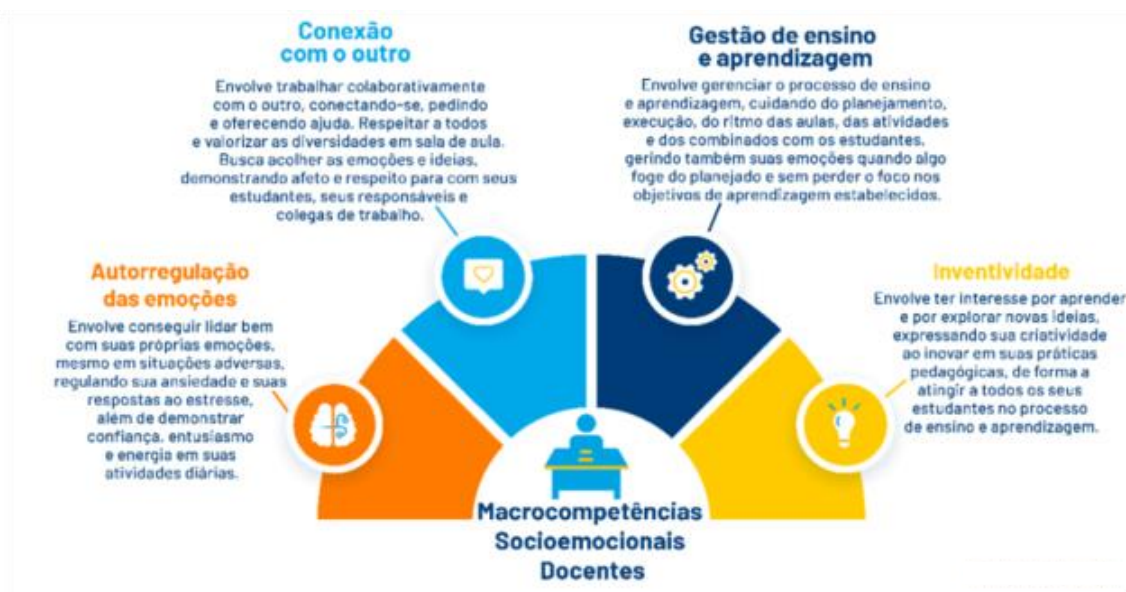 Conexão
com o outro
Envolve trabalhar colaborativamente
com o outro, conectando-se, pedindo
e oferecendo ajuda. Respeitar a todos
e valorizar as diversidades em sala de aula.
Busca acolher as emoções e ideias,
demonstrando afeto e respeito para com seus
estudantes, seus responsáveis e
colegas de trabalho.
Gestão de ensino
e aprendizagem
Envolve gerenciar o processo de ensino
e aprendizagem, cuidando do planejamento,
execução, do ritmo das aulas, das atividades
e dos combinados com os estudantes,
gerindo também suas emoções quando algo
foge do planejado e sem perder o foco nos
objetivos de aprendizagem estabelecidos.
Autorregulação
das emoções
Envolve conseguir lidar bem
com suas próprias emoções,
mesmo em situações adversas,
regulando sua ansiedade e suas
respostas ao estresse,
além de demonstrar
confiança, entusiasmo
e energia em suas
atividades diárias.
Inventividade
Envolve ter interesse por aprender
e por explorar novas ideias,
expressando sua criatividade
ao inovar em suas práticas
pedagógicas, de forma a
atingir a todos os seus
estudantes no processo
de ensino e aprendizagem.
Macrocompetências
Socioemocionais
Docentes